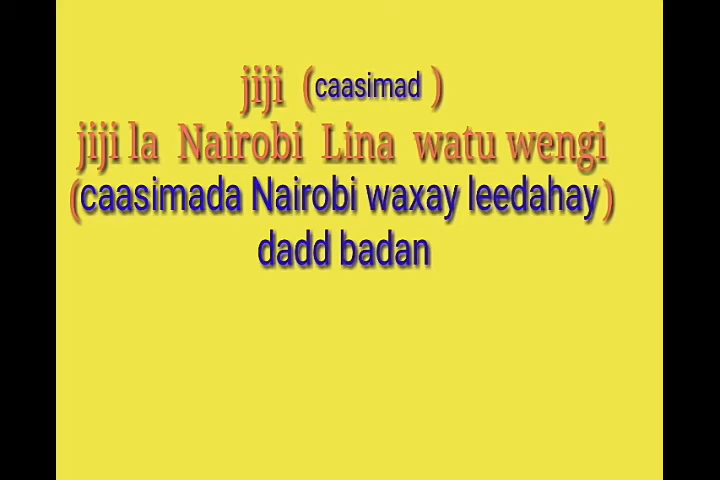 jiji (caasimad )
jiji la Nairobi Lina watu wengi
(caasimada Nairobi waxay leedahay)
dadd badan